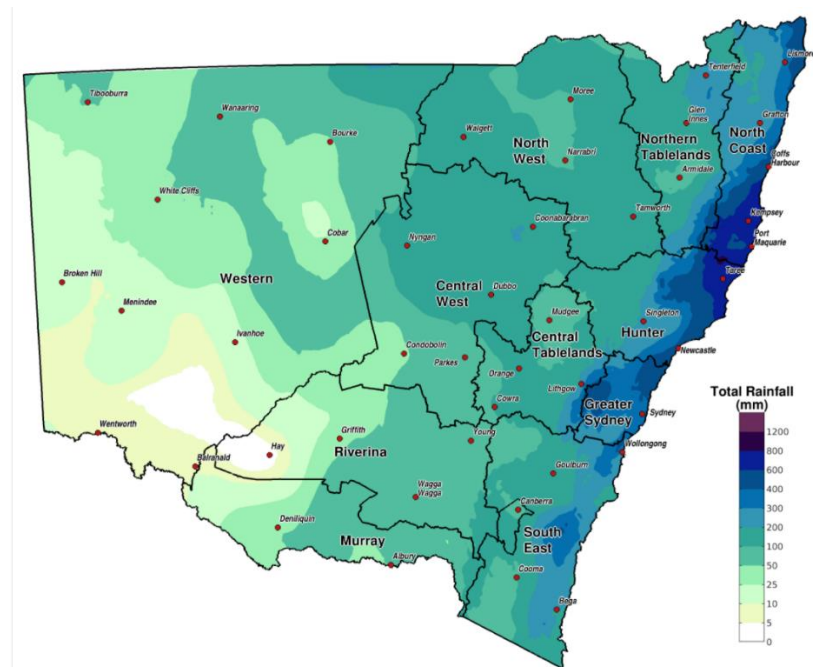 Lismore
Tenterfield
Tibooburra
Moree
Wanaaring
Glen
Innes
Grafton
Walgett
North
West
Northern
Tablelands
North
Coast
Bourke
Narrabri
Coffs
Harbour
Armidale
White Cliffs
Tamworth
Kempsey
Coonabarabran
Port
Maquarie
Cobar
Nyngan
Western
Taree
Broken Hill
Central
West
Dubbo
Menindee
Mudgee
Singleton
Hunter
Central
Tablelands
Ivanhoe
Condobolin
Parkes
Newcastle
Orange
Lithgow
Total Rainfall
(mm)
Greater
Sydney
Cowra
Sydney
1200
Wentworth
Griffith
Young
800
Hay
Riverina
Wollongong
600
Balranald
Goulburn
400
300
Wagga
Wagga
200
Canberra
100
Deniliquin
South
East
50
Murray
25
Albury
Cooma
10
Bega
5
0